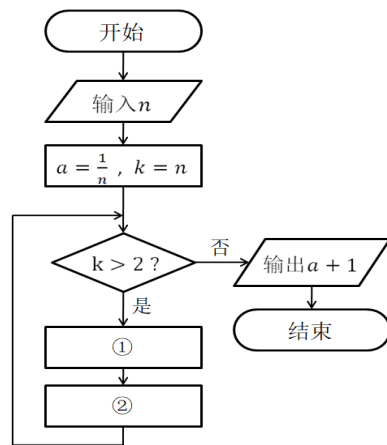 开始
输入n
a = 1/n , k = n
k > 2 ?
否
输出a + 1
是
结束
①
②